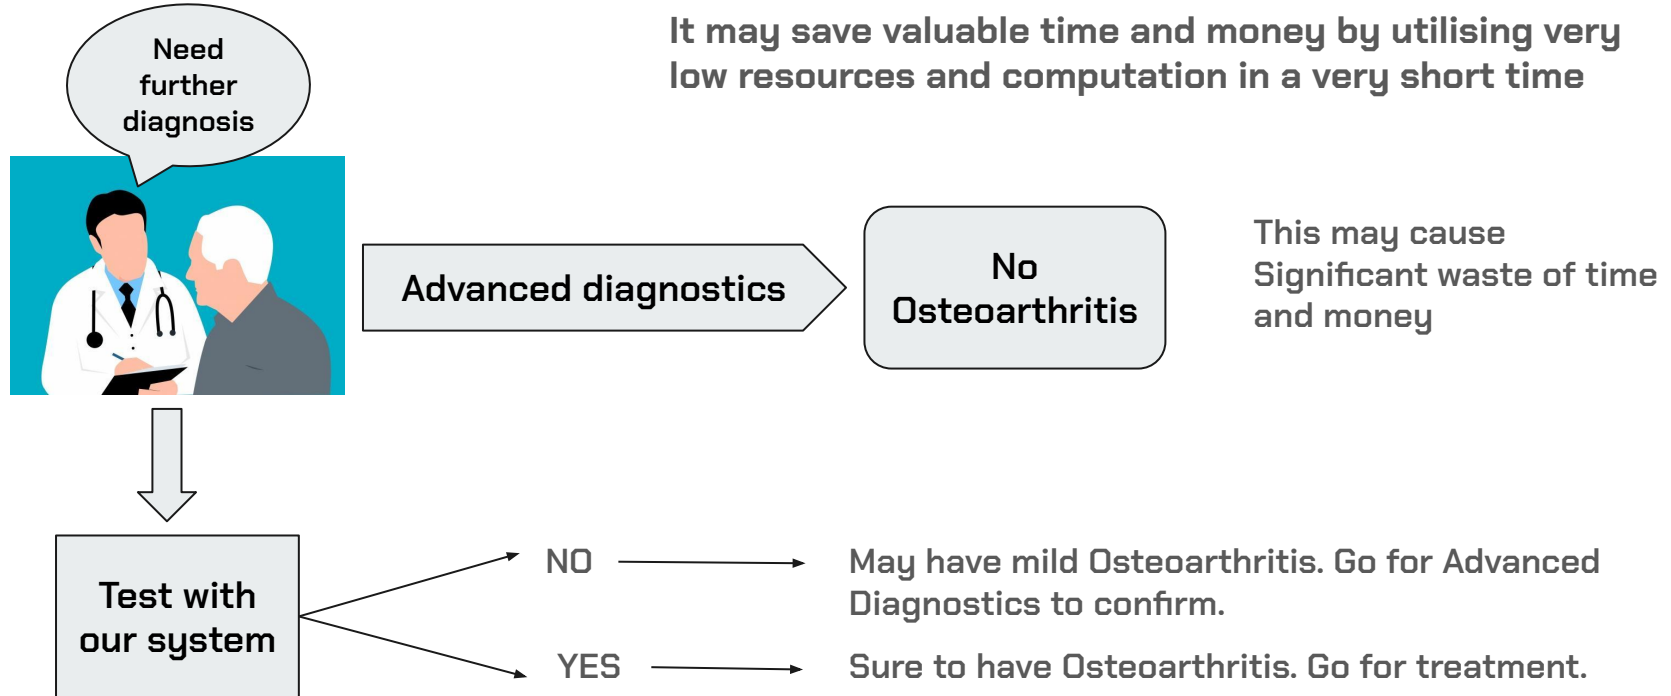 Need
further
diagnosis
It may save valuable time and money by utilising very
low resources and computation in a very short time
Advanced diagnostics
No
Osteoarthritis
This may cause
Significant waste of time
and money
Test with
our system
NO
May have mild Osteoarthritis. Go for Advanced
Diagnostics to confirm.
YES
Sure to have Osteoarthritis. Go for treatment.